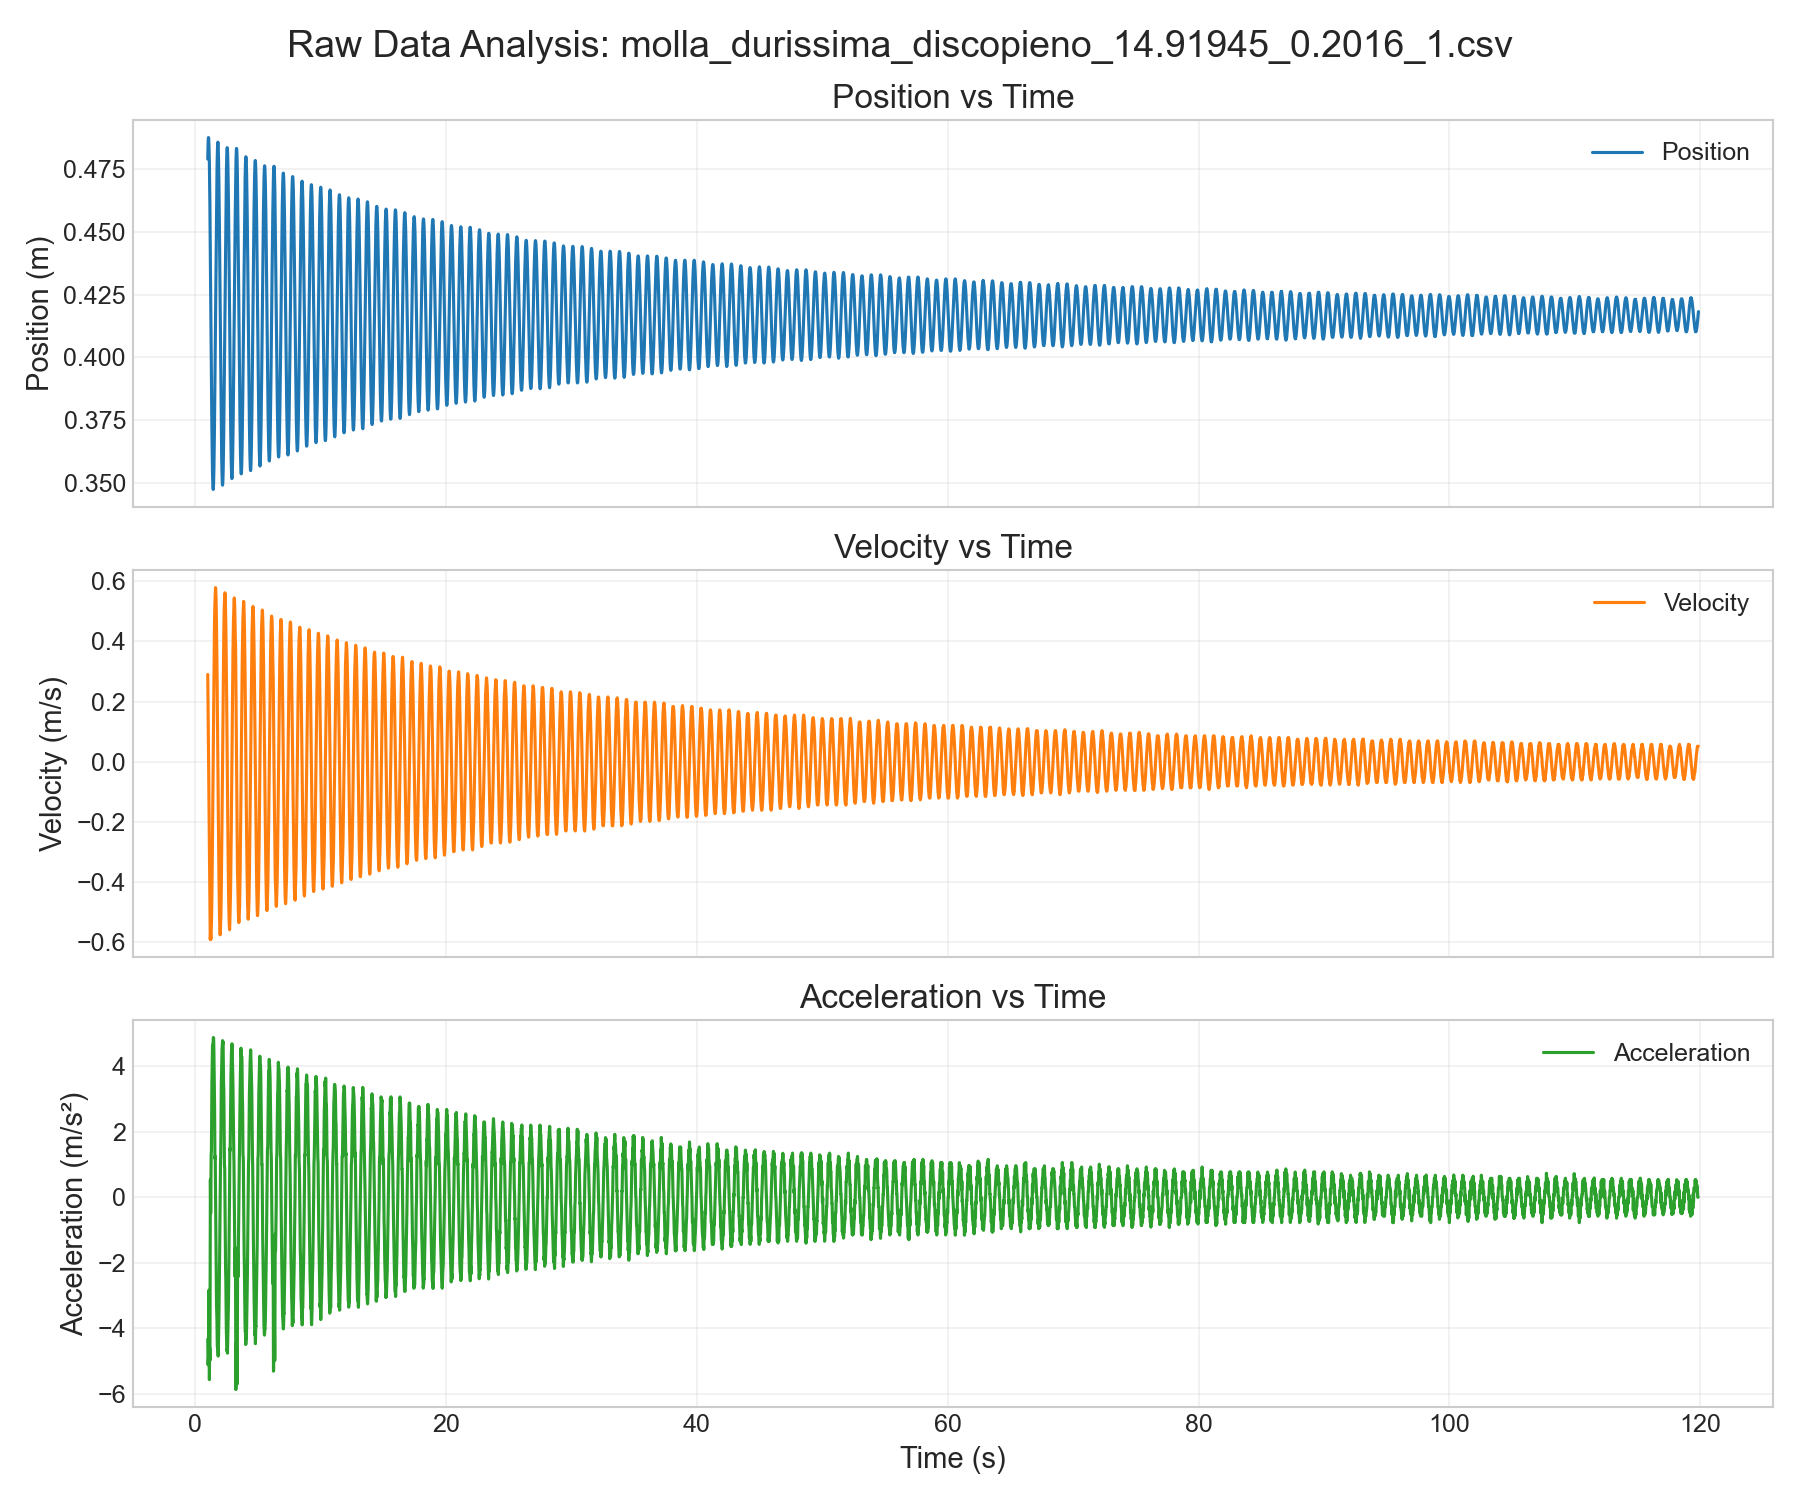 Raw Data Analysis: molla_durissima_discopieno_14.91945_0.2016_1.csv
Position vs Time
Position (m)
0.475
0.450
0.425
0.400
0.375
0.350
Position
Velocity vs Time
Velocity (m/s)
0.6
0.4
0.2
0.0
−0.2
−0.4
−0.6
Velocity
Acceleration vs Time
Acceleration (m/s²)
4
2
0
−2
−4
−6
Acceleration
0 20 40 60 80 100 120
Time (s)